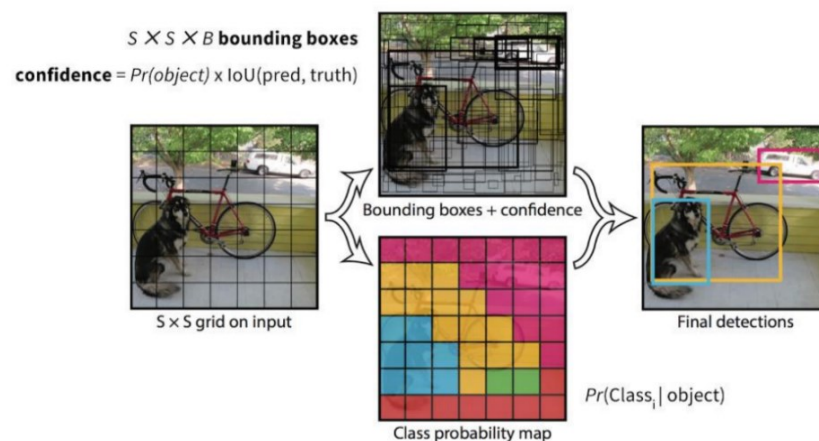 S × S × B bounding boxes
confidence = Pr(object) x IoU(pred, truth)
Bounding boxes + confidence
S × S grid on input
Final detections
Pr(Classᵢ| object)
Class probability map